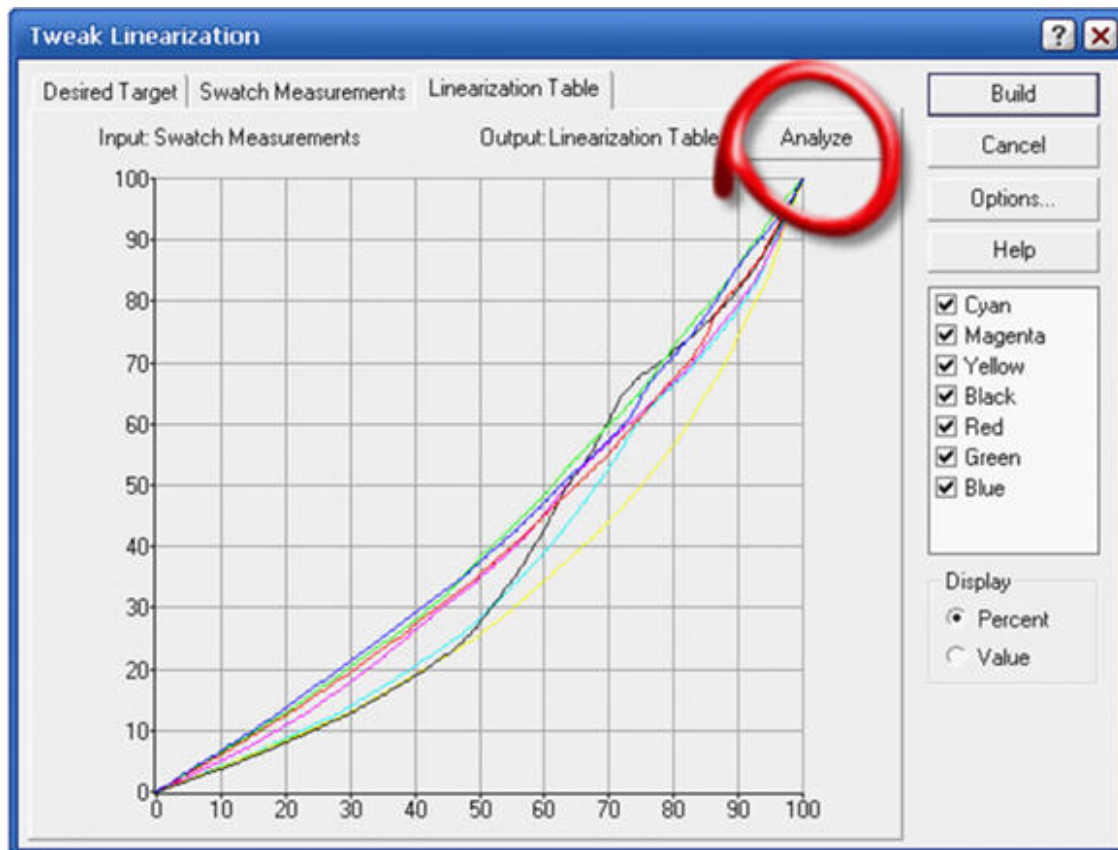 Tweak Linearization
Desired Target
Swatch Measurements
Linearization Table
Input: Swatch Measurements
Output: Linearization Table
Analyze
100
90
80
70
60
50
40
30
20
10
0
0 10 20 30 40 50 60 70 80 90 100
Build
Cancel
Options...
Help
Cyan
Magenta
Yellow
Black
Red
Green
Blue
Display
Percent
Value